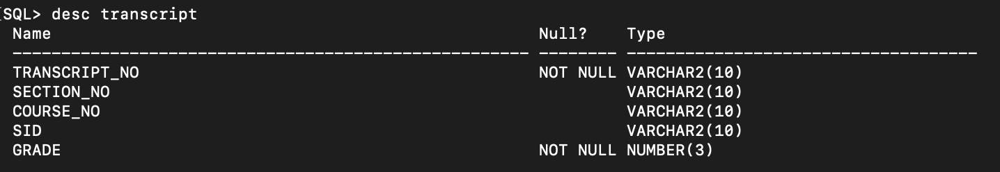 [SQL> desc transcript
Name Null? Type
----------------------------------------------------- -------- ------------------------------------
TRANSCRIPT_NO NOT NULL VARCHAR2(10)
SECTION_NO VARCHAR2(10)
COURSE_NO VARCHAR2(10)
SID VARCHAR2(10)
GRADE NOT NULL NUMBER(3)